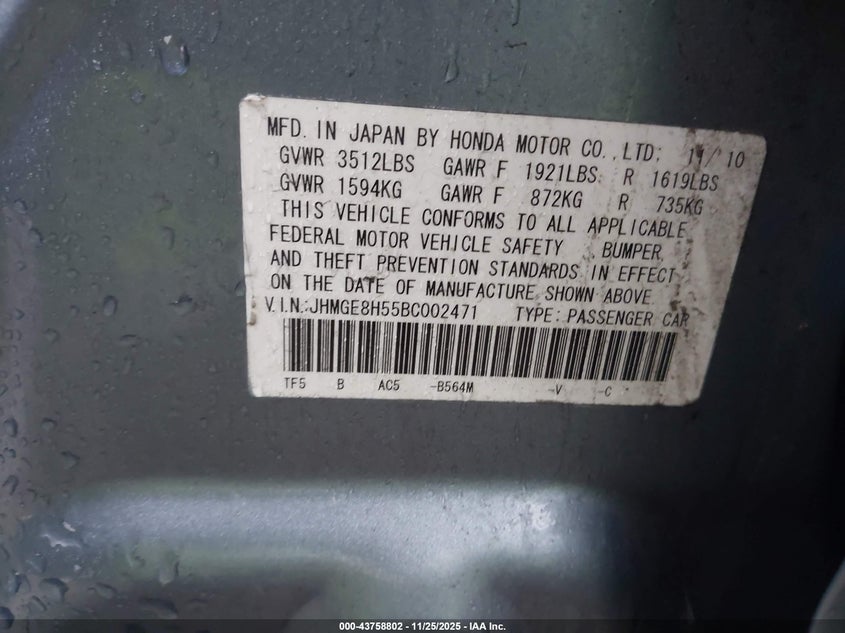 MFD. IN JAPAN BY HONDA MOTOR CO., LTD: 11/10
GVWR 3512LBS GAWR F 1921LBS R 1619LBS
GVWR 1594KG GAWR F 872KG R 735KG
THIS VEHICLE CONFORMS TO ALL APPLICABLE
FEDERAL MOTOR VEHICLE SAFETY , BUMPER,
AND THEFT PREVENTION STANDARDS IN EFFECT
ON THE DATE OF MANUFACTURE SHOWN ABOVE.
V.I.N.:JHMGE8H55BC002471 TYPE: PASSENGER CAR
TF5 B AC5 -B564M -V -C
000-43758802 - 11/25/2025 - IAA Inc.